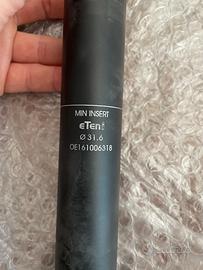 MIN INSERT
eTen
Ø 31.6
OE161006318